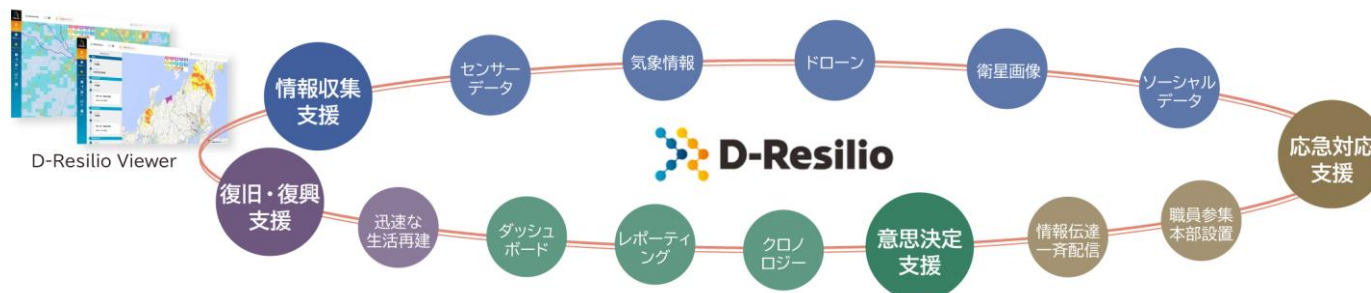 情報収集
支援
センサー
データ
気象情報
ドローン
衛星画像
ソーシャル
データ
応急対応
支援
D-Resilio Viewer
D-Resilio
復旧・復興
支援
迅速な
生活再建
ダッシュ
ボード
レポーティ
ング
クロノ
ロジー
意思決定
支援
情報伝達
一斉配信
職員参集
本部設置